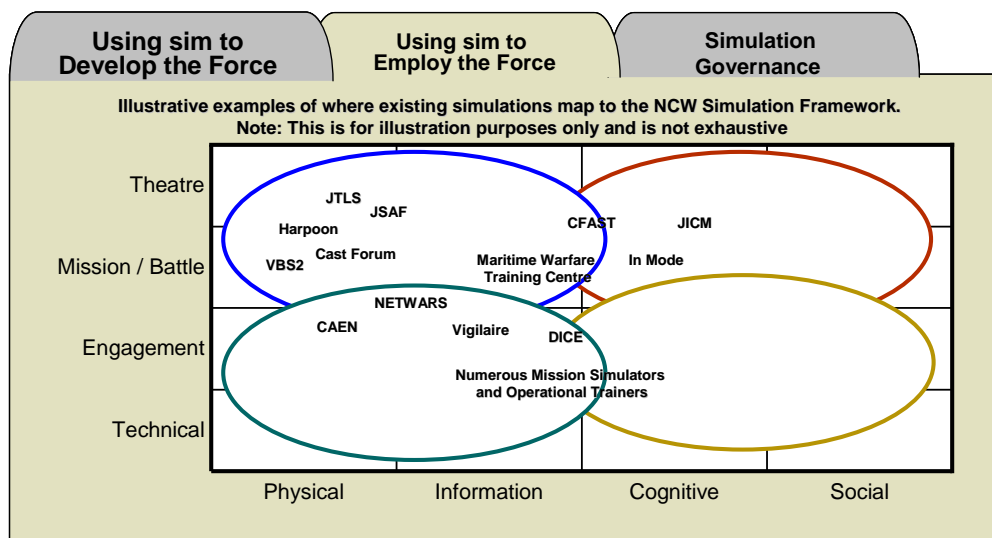 Using sim to
Develop the Force
Using sim to
Employ the Force
Simulation
Governance
Illustrative examples of where existing simulations map to the NCW Simulation Framework.
Note: This is for illustration purposes only and is not exhaustive
Theatre
JTLS
JSAF
CFAST
JICM
Harpoon
Mission / Battle
Cast Forum
VBS2
Maritime Warfare
Training Centre
In Mode
NETWARS
Engagement
CAEN
Vigilaire
DICE
Numerous Mission Simulators
and Operational Trainers
Technical
Physical
Information
Cognitive
Social